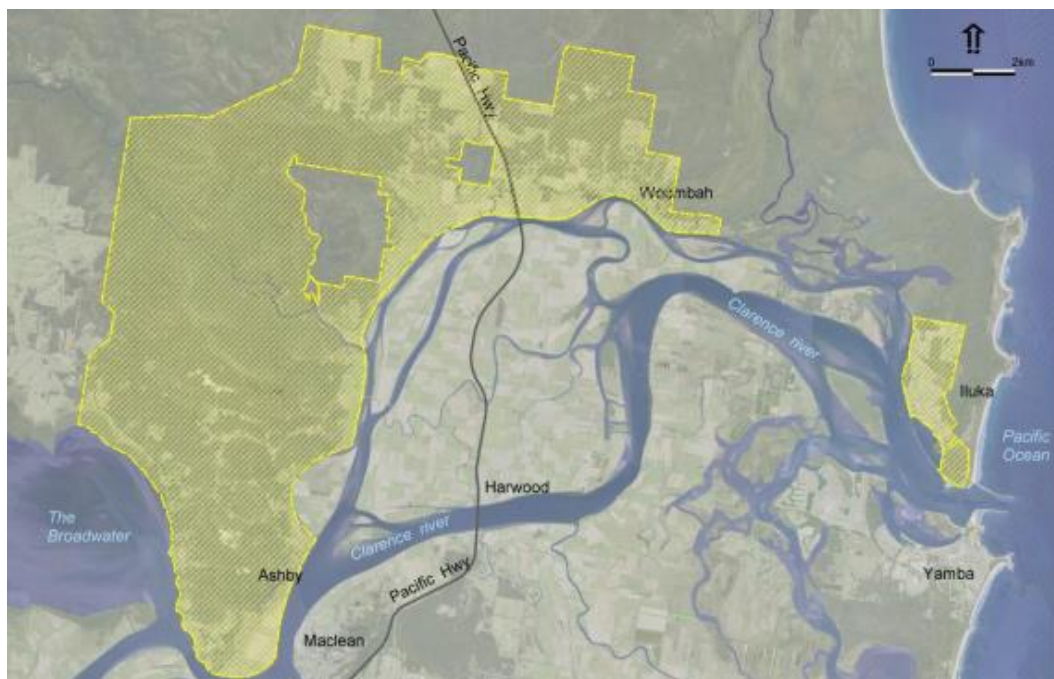 Pacific Hwy
0 2km
Woombah
Clarence river
Iluka
Pacific
Ocean
Harwood
The
Broadwater
Clarence river
Ashby
Pacific Hwy
Yamba
Maclean